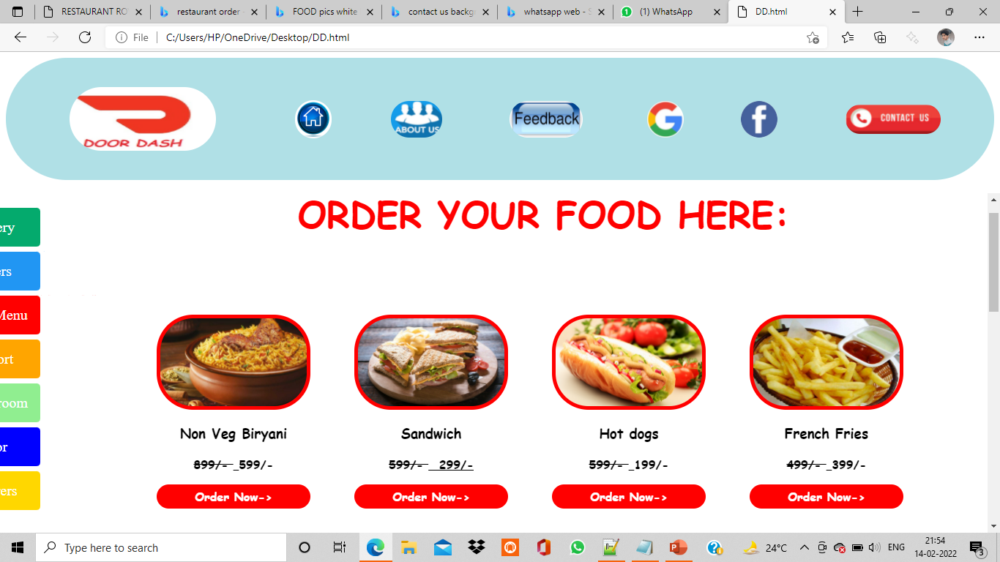 RESTAURANT RO
restaurant order
FOOD pics white
contact us backg
whatsapp web - S
(1) WhatsApp
DD.html
File
C:/Users/HP/OneDrive/Desktop/DD.html
DOOR DASH
ABOUT US
Feedback
G
f
CONTACT US
ORDER YOUR FOOD HERE:
ery
ers
Menu
ort
room
or
ers
Non Veg Biryani
Sandwich
Hot dogs
French Fries
899/- _599/-
599/- 299/-
599/- _199/-
499/- _399/-
Order Now->
Order Now->
Order Now->
Order Now->
Type here to search
24°C
ENG
21:54
14-02-2022
3